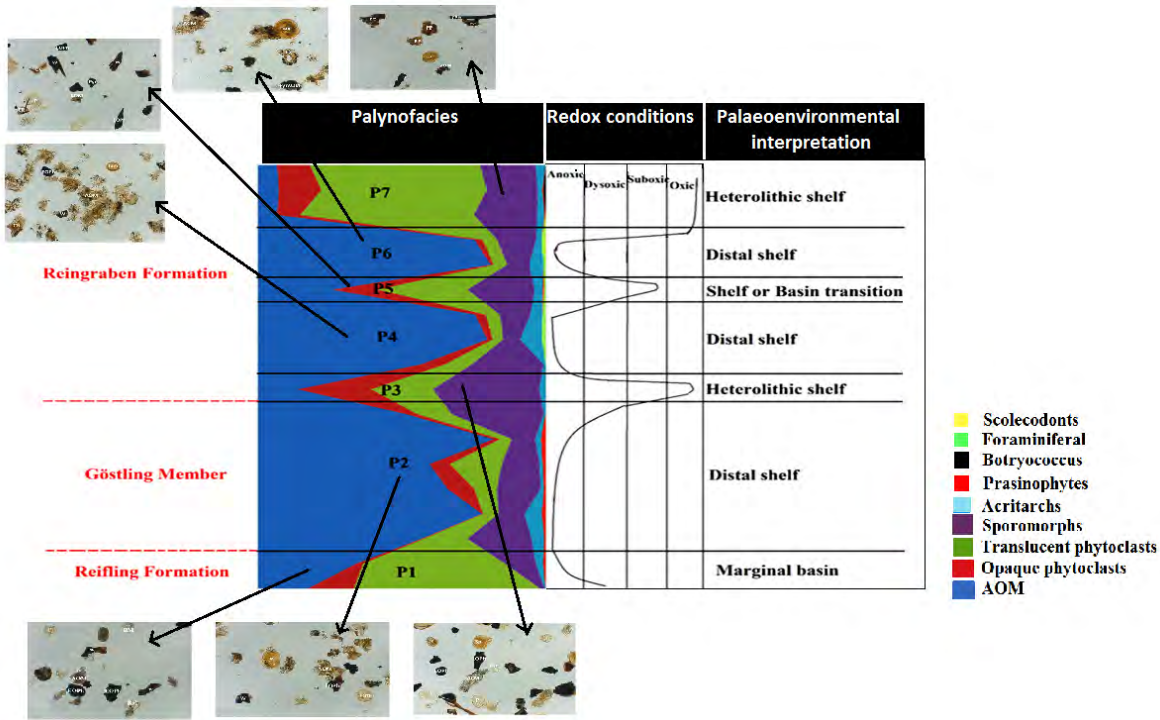 Palynofacies
Redox conditions
Palaeoenvironmental
interpretation
Anoxic
Dysoxic
Suboxic
Oxic
P7
Heterolithic shelf
P6
Distal shelf
Reingraben Formation
P5
Shelf or Basin transition
P4
Distal shelf
P3
Heterolithic shelf
P2
Göstling Member
Distal shelf
Reifling Formation
P1
Marginal basin
Scolecodonts
Foraminiferal
Botryococcus
Prasinophytes
Acritarchs
Sporomorphs
Translucent phytoclasts
Opaque phytoclasts
AOM